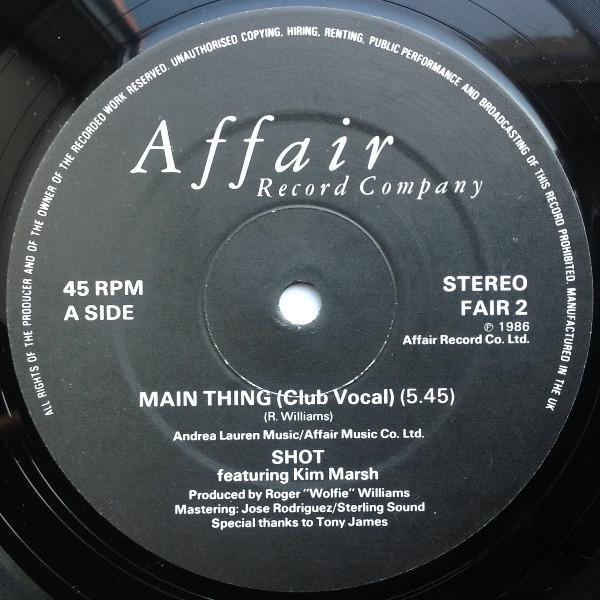 ALL RIGHTS OF THE PRODUCER AND OF THE OWNER OF THE RECORDED WORK RESERVED. UNAUTHORISED COPYING, HIRING, RENTING, PUBLIC PERFORMANCE AND BROADCASTING OF THIS RECORD PROHIBITED. MANUFACTURED IN THE UK
Affair
Record Company
45 RPM
A SIDE
STEREO
FAIR 2
℗ 1986
Affair Record Co. Ltd.
MAIN THING (Club Vocal) (5.45)
(R. Williams)
Andrea Lauren Music/Affair Music Co. Ltd.
SHOT
featuring Kim Marsh
Produced by Roger "Wolfie" Williams
Mastering: Jose Rodriguez/Sterling Sound
Special thanks to Tony James